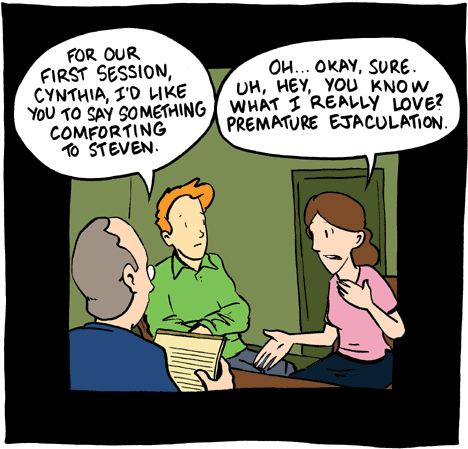 FOR OUR
FIRST SESSION,
CYNTHIA, I'D LIKE
YOU TO SAY SOMETHING
COMFORTING
TO STEVEN.
OH... OKAY, SURE.
UH, HEY, YOU KNOW
WHAT I REALLY LOVE?
PREMATURE EJACULATION.